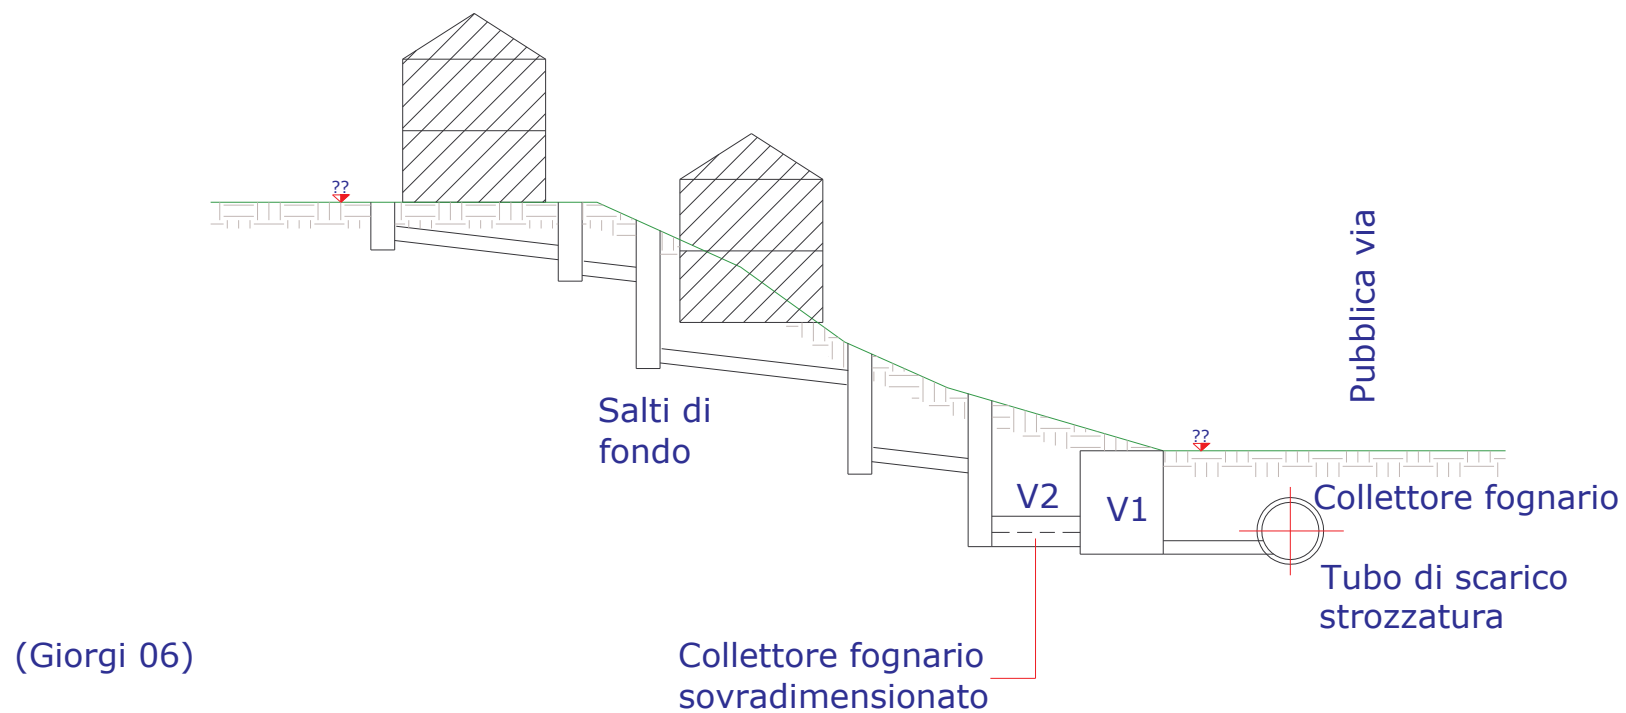 ??
Pubblica via
Salti di
fondo
??
V2
V1
Collettore fognario
Tubo di scarico
strozzatura
(Giorgi 06)
Collettore fognario
sovradimensionato